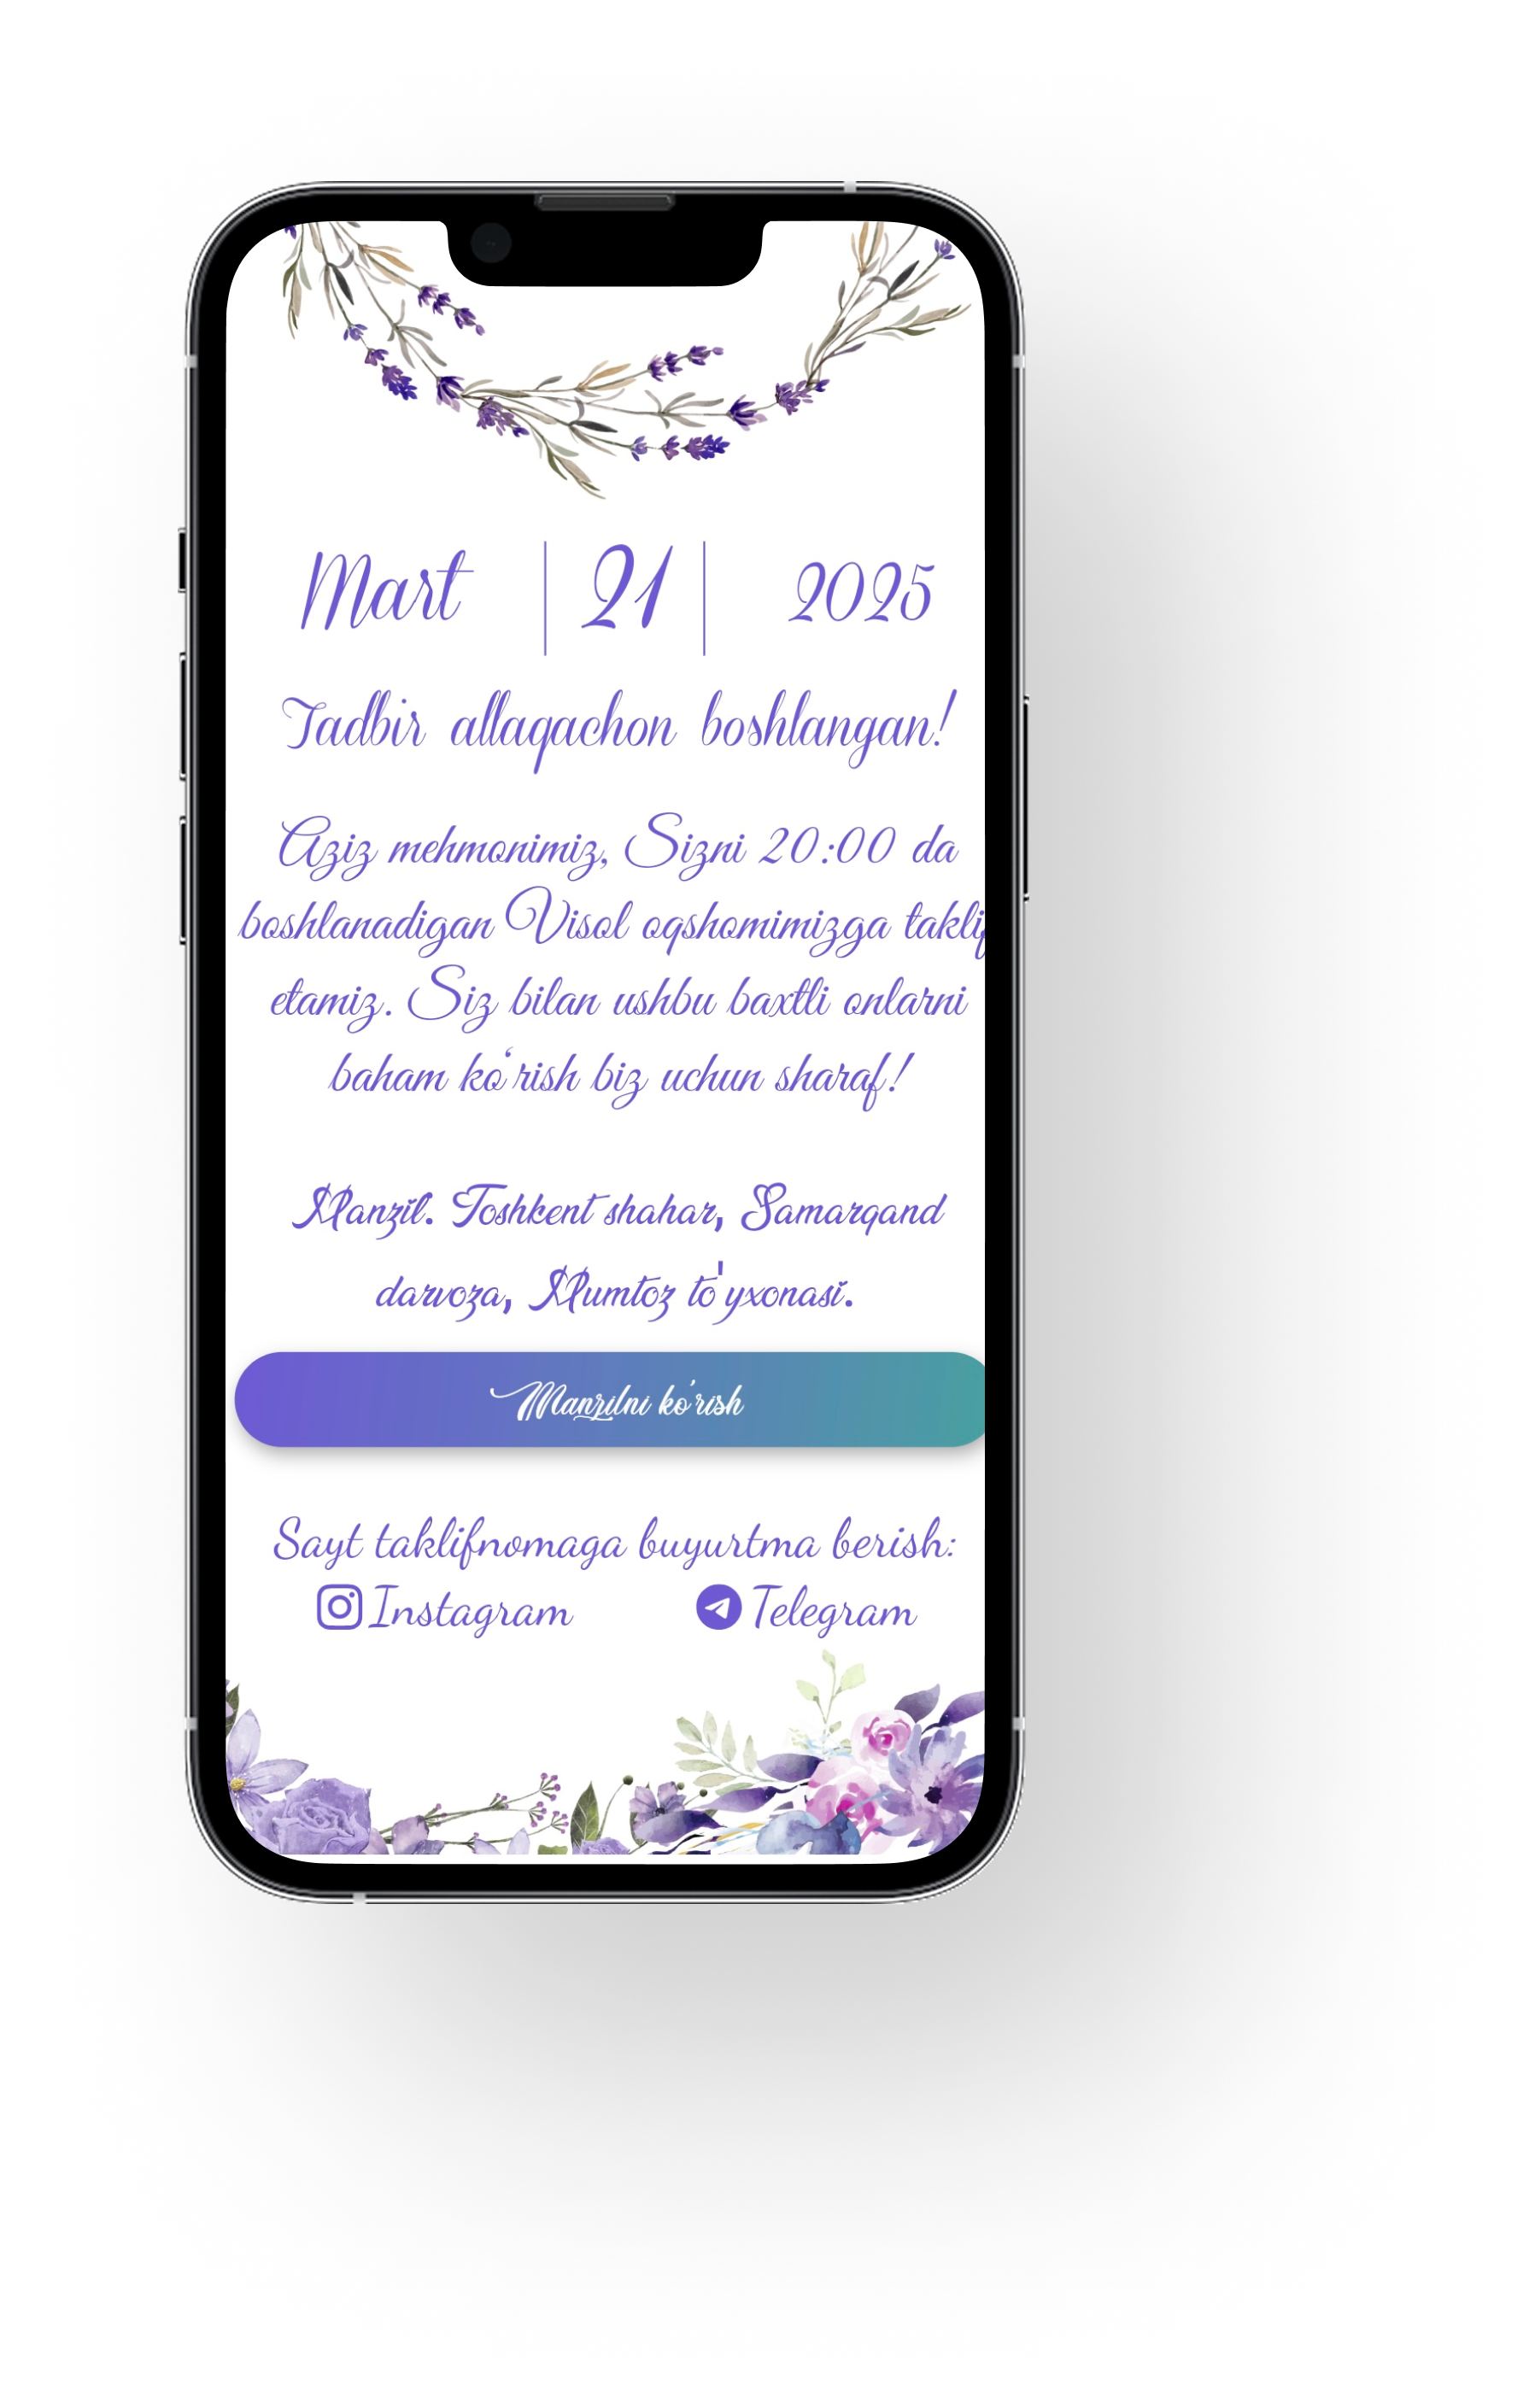 Mart | 21 | 2025
Tadbir allaqachon boshlangan!
Aziz mehmonimiz, Sizni 20:00 da
boshlanadigan Visol oqshomimizga taklif
etamiz. Siz bilan ushbu baxtli onlarni
baham ko‘rish biz uchun sharaf!
Manzil. Toshkent shahar, Samarqand
darvoza, Mumtoz to'yxonasi.
Manzilni ko'rish
Sayt taklifnomaga buyurtma berish:
Instagram Telegram